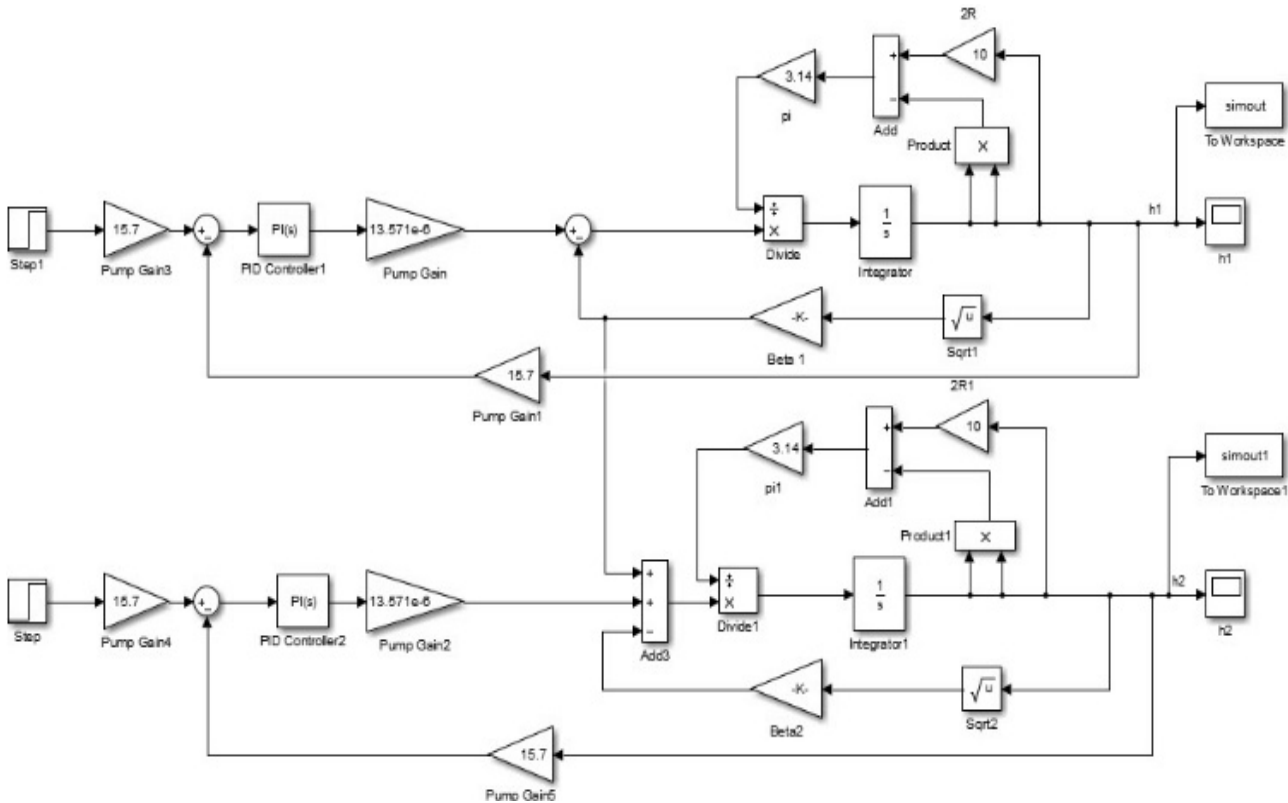 2R
10
3.14
+
−
pi
Add
Product
X
simout
To Workspace
Step1
15.7
Pump Gain3
+
−
PI(s)
PID Controller1
13.571e-6
Pump Gain
+
−
÷
X
Divide
1
s
Integrator
h1
h1
-K-
Beta 1
√u
Sqrt1
15.7
Pump Gain1
2R1
10
3.14
+
−
pi1
Add1
Product1
X
simout1
To Workspace1
Step
15.7
Pump Gain4
+
−
PI(s)
PID Controller2
13.571e-6
Pump Gain2
+
+
−
Add3
÷
X
Divide1
1
s
Integrator1
h2
h2
-K-
Beta2
√u
Sqrt2
15.7
Pump Gain5